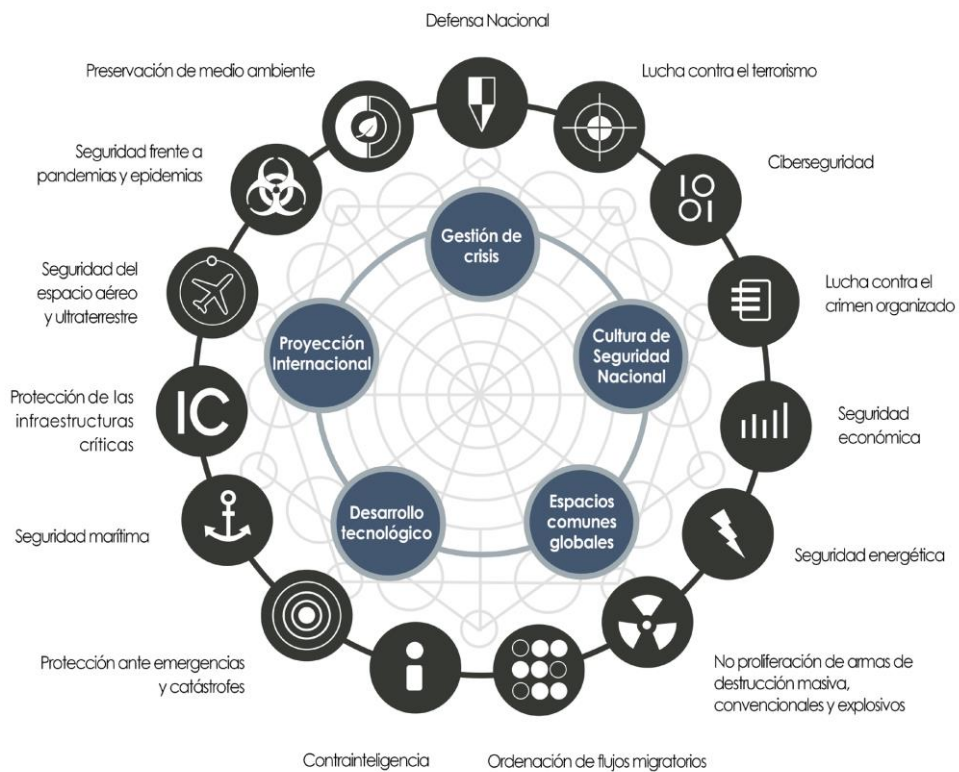 Defensa Nacional
Lucha contra el terrorismo
Ciberseguridad
Lucha contra el
crimen organizado
Seguridad
económica
Seguridad energética
No proliferación de armas de
destrucción masiva,
convencionales y explosivos
Ordenación de flujos migratorios
Contrainteligencia
Protección ante emergencias
y catástrofes
Seguridad marítima
Protección de las
infraestructuras
críticas
IC
Seguridad del
espacio aéreo
y ultraterrestre
Seguridad frente a
pandemias y epidemias
Preservación de medio ambiente
IO
OI
Gestión de
crisis
Cultura de
Seguridad
Nacional
Espacios
comunes
globales
Desarrollo
tecnológico
Proyección
Internacional